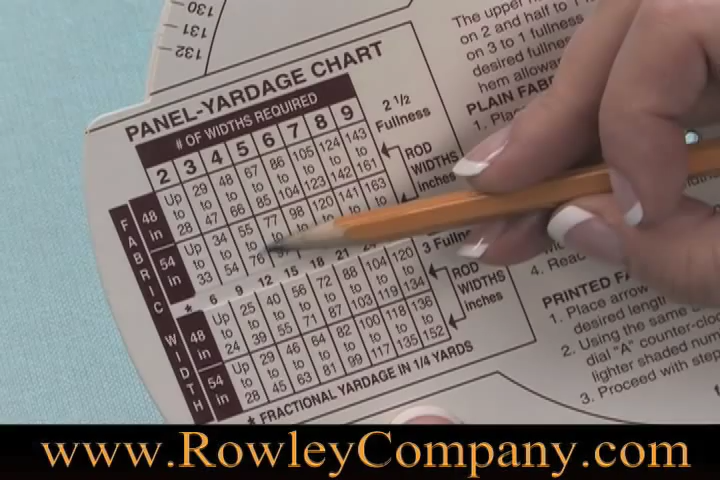 130
131
132
PANEL-YARDAGE CHART
# OF WIDTHS REQUIRED
2 3 4 5 6 7 8 9
2 1/2 Fullness
ROD WIDTHS inches
FABRIC WIDTH
48 in
Up to 28
29 to 47
48 to 66
67 to 85
86 to 104
105 to 123
124 to 142
143 to 161
54 in
Up to 33
34 to 54
55 to 76
77 to
98
120
141
163
* 6 9 12 15 18 21
3 Fulln
ROD WIDTHS inches
48 in
Up to 24
25 to 39
40 to 55
56 to 71
72 to 87
88 to 103
104 to 119
120 to 134
54 in
Up to 28
29 to 45
46 to 63
64 to 81
82 to 99
100 to 117
118 to 135
136 to 152
* FRACTIONAL YARDAGE IN 1/4 YARDS
The upper
on 2 and half to 1
on 3 to 1 fullness
desired fullne
hem allowa
PLAIN FABR
1. Plac
4. Rea
PRINTED FA
1. Place arrow
desired length
2. Using the same
dial "A" counter-clo
lighter shaded num
3. Proceed with step
www.RowleyCompany.com